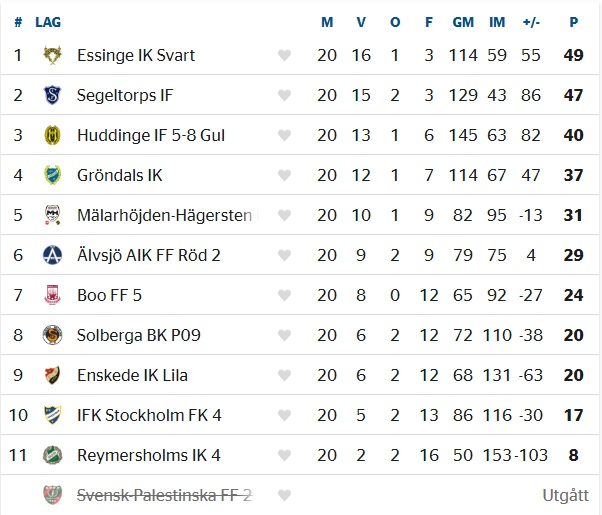 # LAG M V O F GM IM +/- P
1 Essinge IK Svart 20 16 1 3 114 59 55 49
2 Segeltorps IF 20 15 2 3 129 43 86 47
3 Huddinge IF 5-8 Gul 20 13 1 6 145 63 82 40
4 Gröndals IK 20 12 1 7 114 67 47 37
5 Mälarhöjden-Hägersten 20 10 1 9 82 95 -13 31
6 Älvsjö AIK FF Röd 2 20 9 2 9 79 75 4 29
7 Boo FF 5 20 8 0 12 65 92 -27 24
8 Solberga BK P09 20 6 2 12 72 110 -38 20
9 Enskede IK Lila 20 6 2 12 68 131 -63 20
10 IFK Stockholm FK 4 20 5 2 13 86 116 -30 17
11 Reymersholms IK 4 20 2 2 16 50 153 -103 8
Svensk-Palestinska FF 2 Utgått